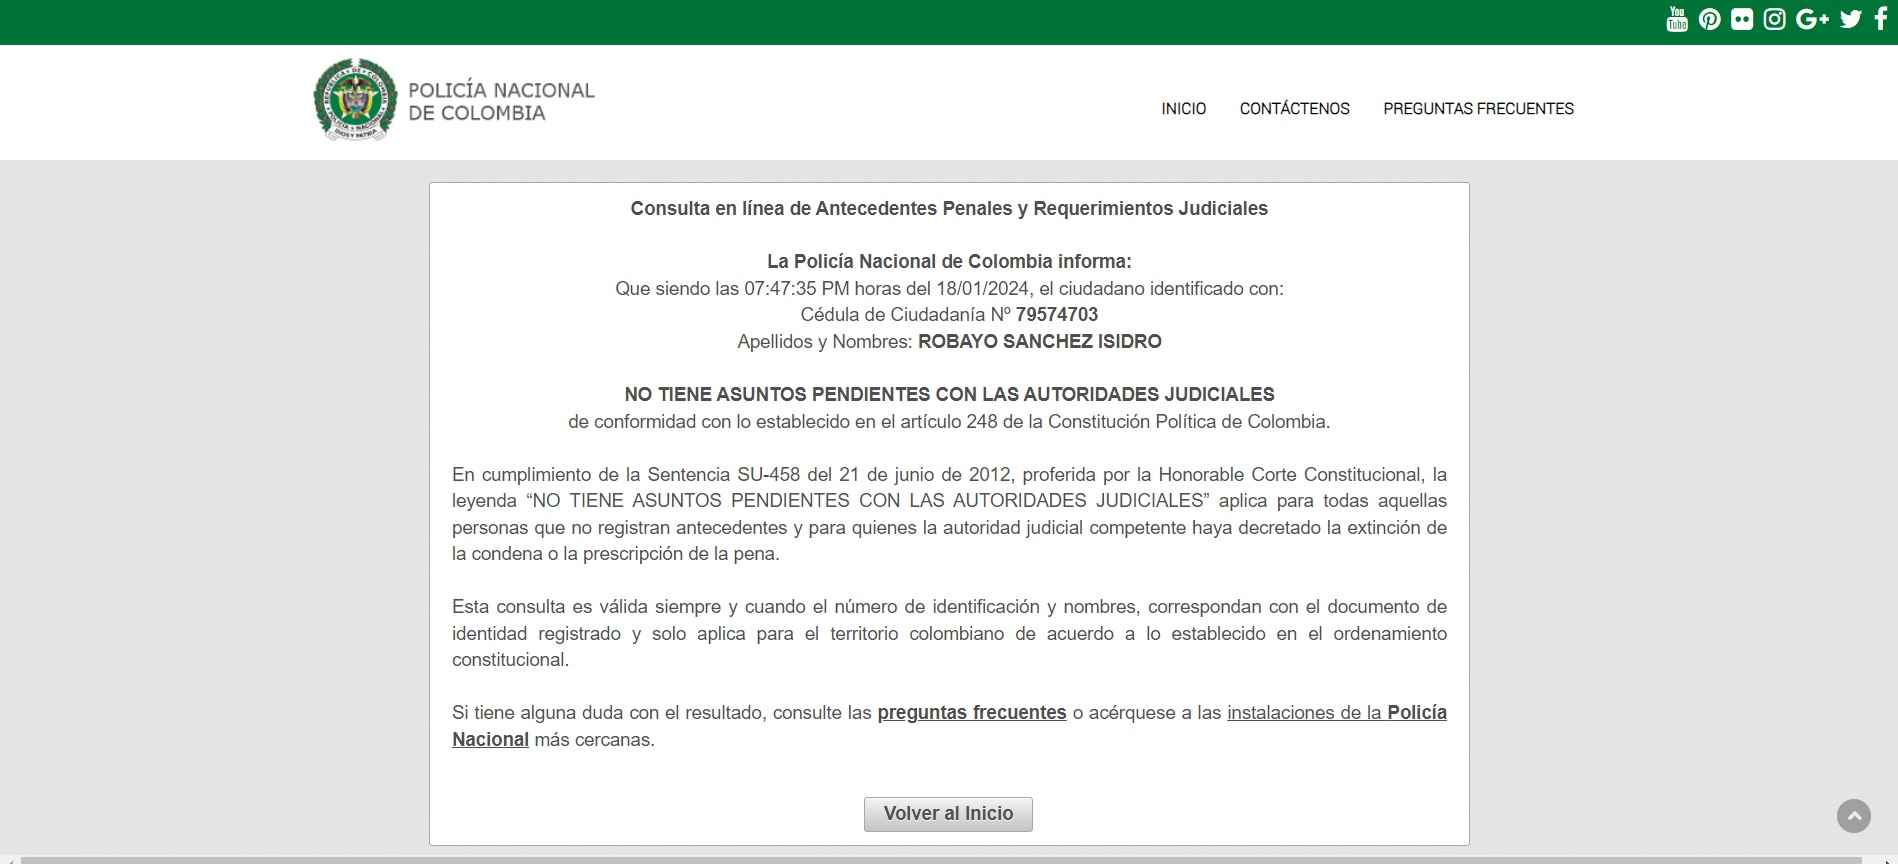 You
Tube
POLICÍA NACIONAL
DE COLOMBIA
INICIO
CONTÁCTENOS
PREGUNTAS FRECUENTES
Consulta en línea de Antecedentes Penales y Requerimientos Judiciales
La Policía Nacional de Colombia informa:
Que siendo las 07:47:35 PM horas del 18/01/2024, el ciudadano identificado con:
Cédula de Ciudadanía Nº 79574703
Apellidos y Nombres: ROBAYO SANCHEZ ISIDRO
NO TIENE ASUNTOS PENDIENTES CON LAS AUTORIDADES JUDICIALES
de conformidad con lo establecido en el artículo 248 de la Constitución Política de Colombia.
En cumplimiento de la Sentencia SU-458 del 21 de junio de 2012, proferida por la Honorable Corte Constitucional, la
leyenda “NO TIENE ASUNTOS PENDIENTES CON LAS AUTORIDADES JUDICIALES” aplica para todas aquellas
personas que no registran antecedentes y para quienes la autoridad judicial competente haya decretado la extinción de
la condena o la prescripción de la pena.
Esta consulta es válida siempre y cuando el número de identificación y nombres, correspondan con el documento de
identidad registrado y solo aplica para el territorio colombiano de acuerdo a lo establecido en el ordenamiento
constitucional.
Si tiene alguna duda con el resultado, consulte las preguntas frecuentes o acérquese a las instalaciones de la Policía
Nacional más cercanas.
Volver al Inicio